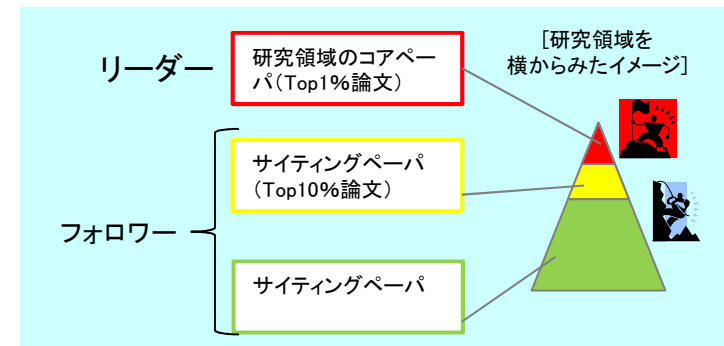 リーダー
研究領域のコアペー
パ(Top1%論文)
[研究領域を
横からみたイメージ]
サイティングペーパ
(Top10%論文)
フォロワー
サイティングペーパ